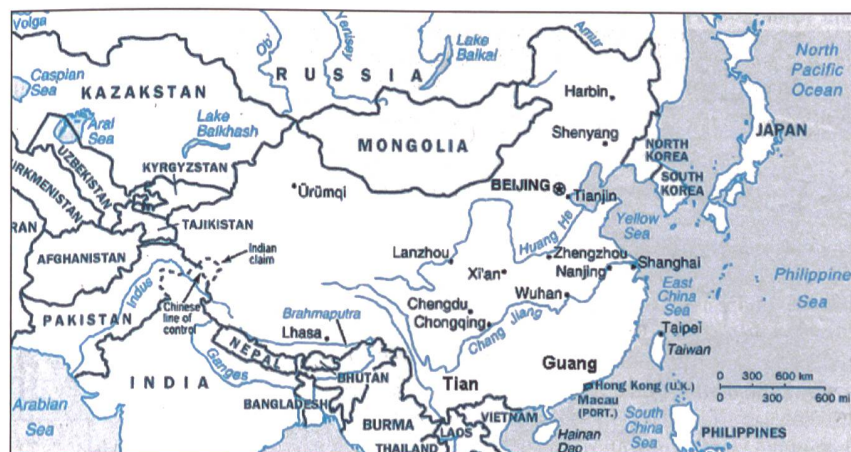 Volga
Ob'
Yenisey
Lake
Baikal
Amur
North
Pacific
Ocean
Caspian
Sea
RUSSIA
KAZAKSTAN
Harbin
Aral
Sea
Lake
Balkhash
Shenyang
MONGOLIA
JAPAN
UZBEKISTAN
NORTH
KOREA
KYRGYZSTAN
BEIJING
SOUTH
KOREA
Ürümqi
Tianjin
URKMENISTAN
TAJIKISTAN
Huang He
Yellow
Sea
RAN
Indian
claim
Lanzhou
Zhengzhou
AFGHANISTAN
Xi'an
Nanjing
Shanghai
Philippine
Sea
Indus
Chinese
line of
control
Wuhan
East
China
Sea
Chengdu
Chongqing
Chang Jiang
PAKISTAN
Brahmaputra
Lhasa
Taipei
Taiwan
NEPAL
Guang
Ganges
BHUTAN
Tian
0 300 600 km
0 300 600 mi
INDIA
Hong Kong (U.K.)
Macau
(PORT.)
BANGLADESH
VIETNAM
Arabian
Sea
BURMA
South
China
Sea
LAOS
Hainan
Dao
PHILIPPINES
THAILAND